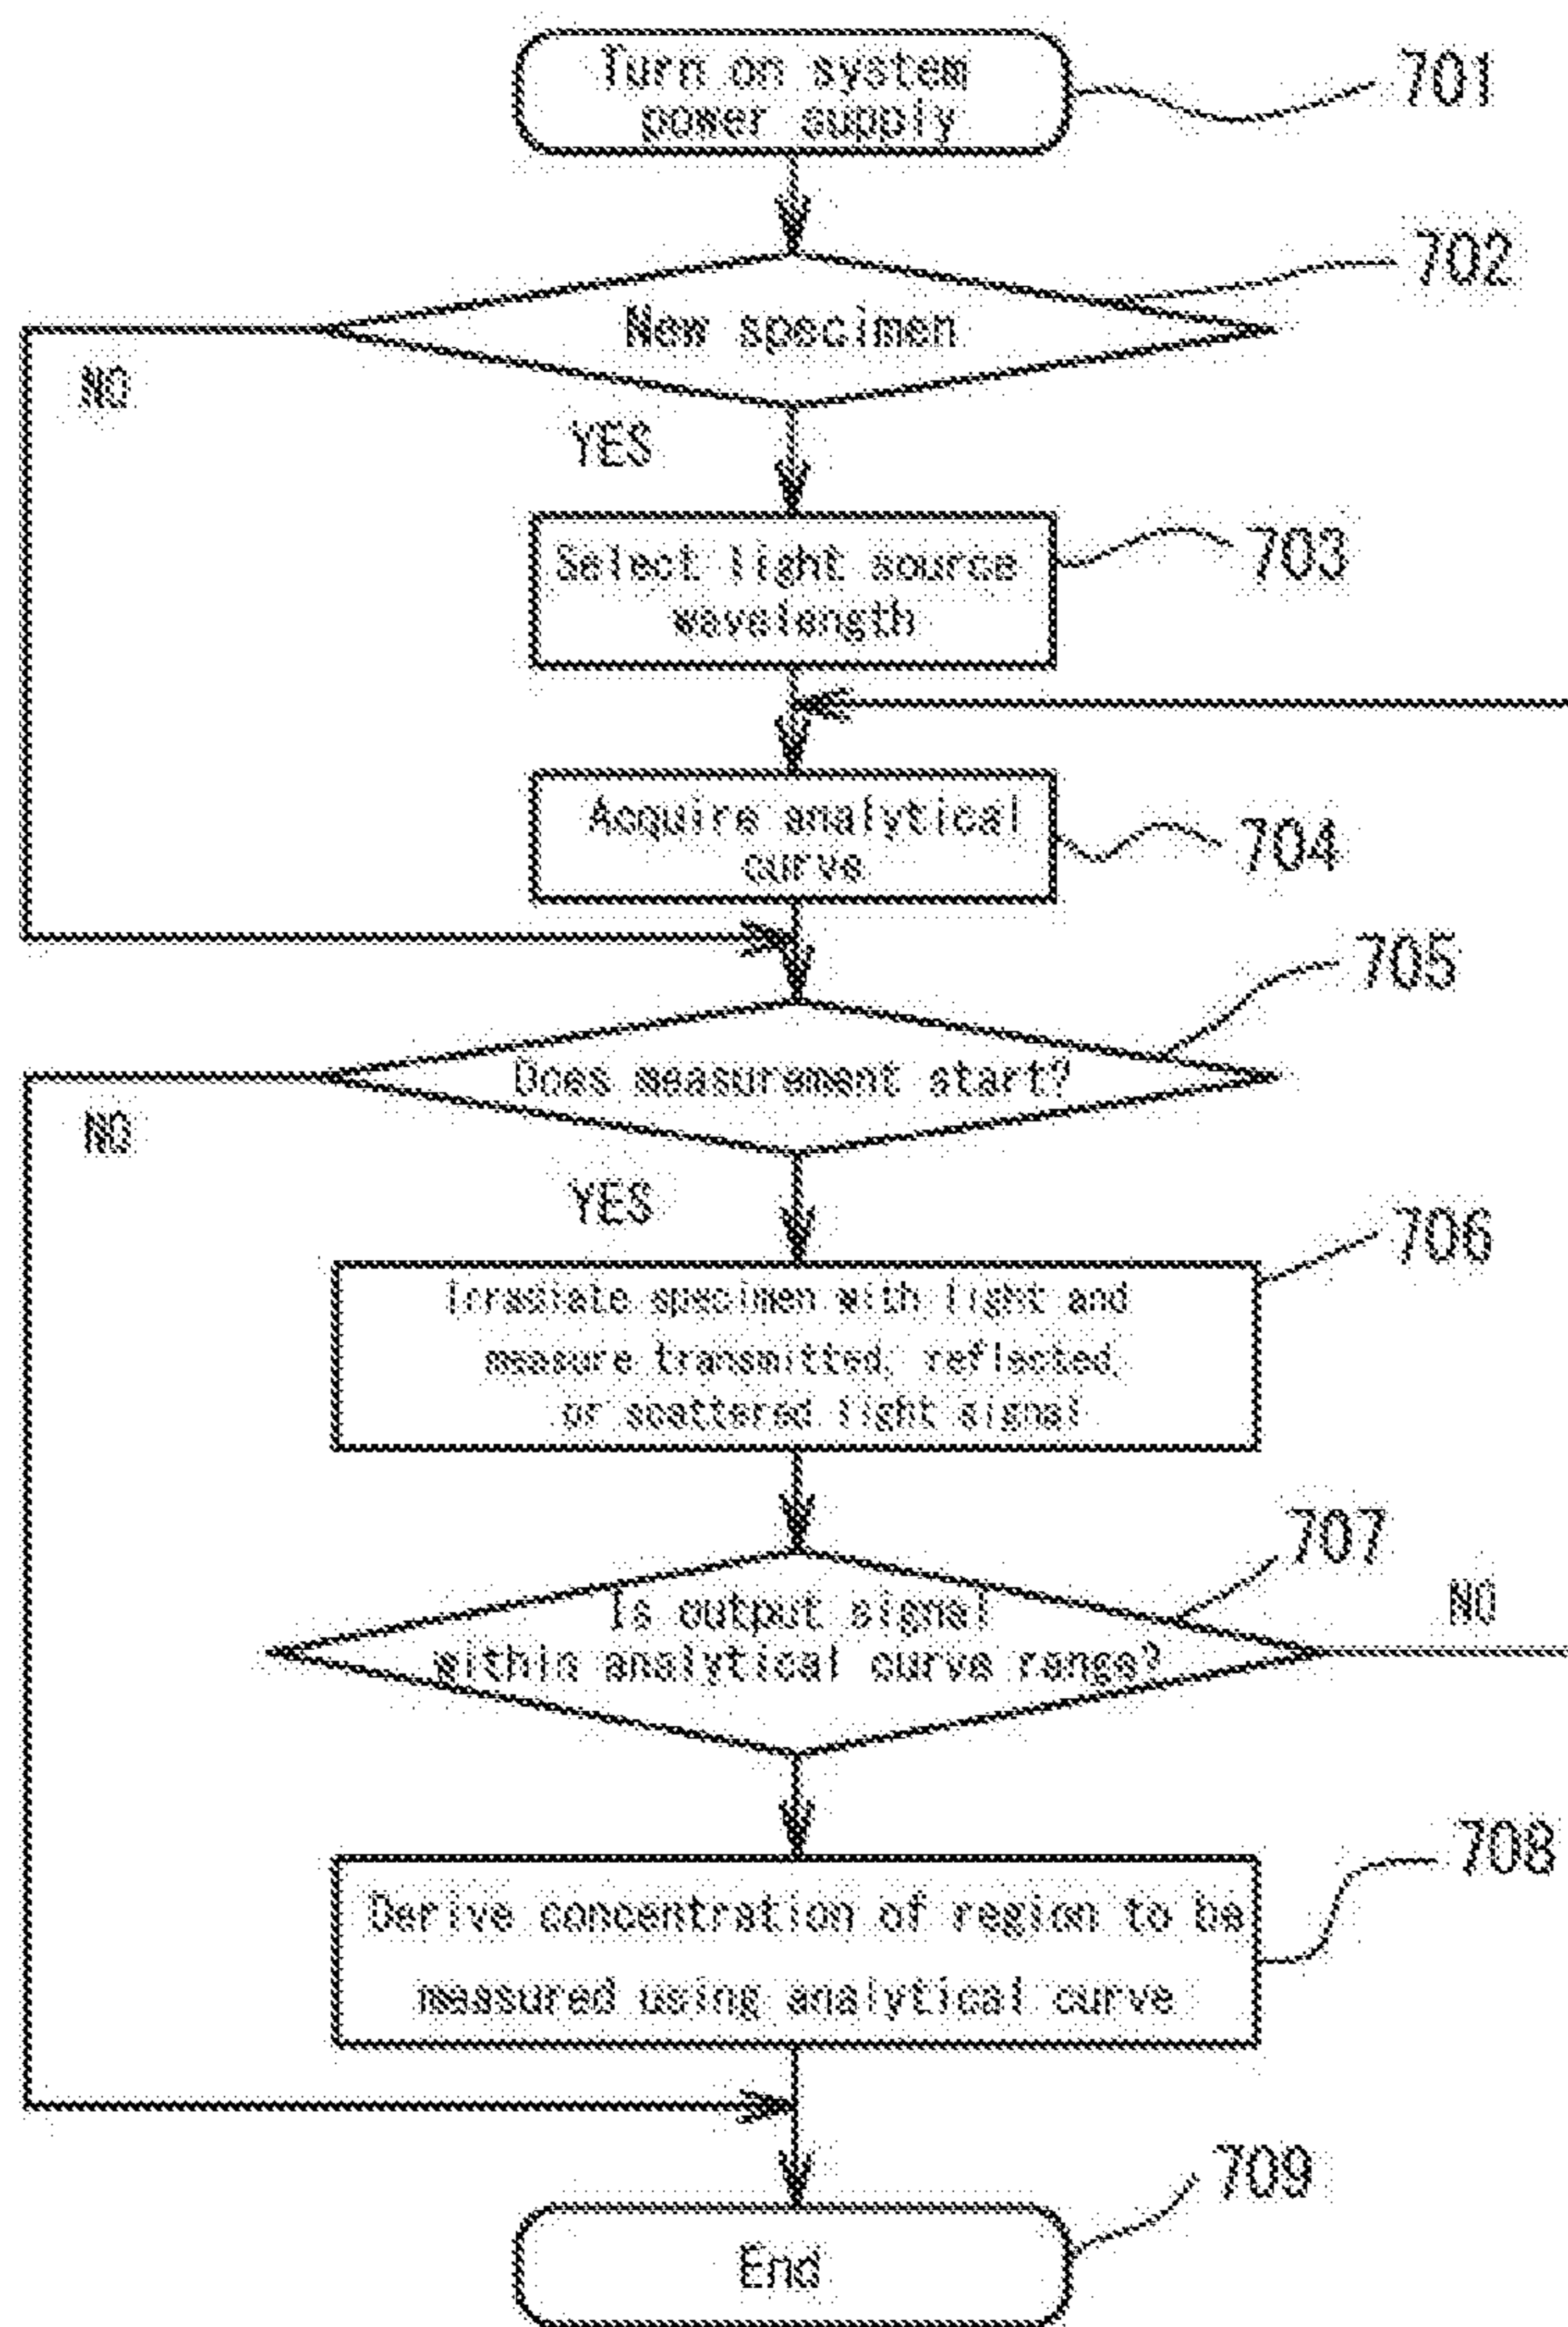 Turn on system
power supply
701
702
New specimen
NO
YES
Select light source
wavelength
703
Acquire analytical
curve
704
705
Does measurement start?
NO
YES
706
Irradiate specimen with light and
measure transmitted, reflected,
or scattered light signal
707
Is output signal
within analytical curve range?
NO
708
Derive concentration of region to be
measured using analytical curve
709
End